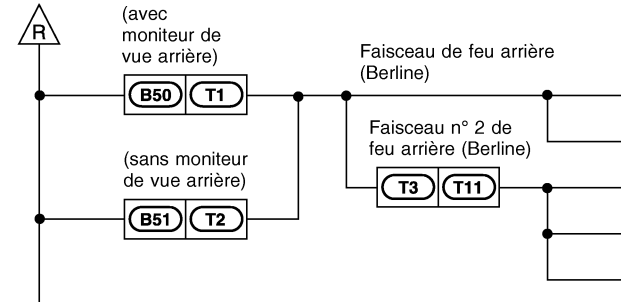 R
(avec
moniteur de
vue arrière)
B50 T1
Faisceau de feu arrière
(Berline)
Faisceau n° 2 de
feu arrière (Berline)
T3 T11
(sans moniteur
de vue arrière)
B51 T2